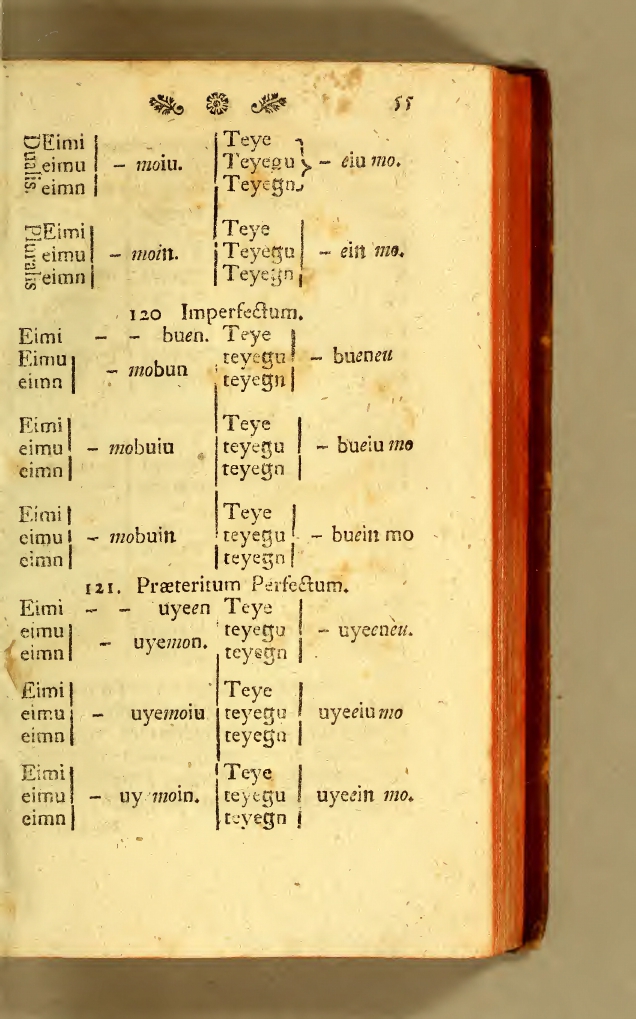 55
Dualis. Eimi Teye
eimu - moiu. Teyegu - eiu mo.
eimn Teyegn
Pluralis Eimi Teye
eimu - moin. Teyegu - ein mo.
eimn Teyegn
120 Imperfectum.
Eimi - - buen. Teye
Eimu - mobun teyegu - bueneu
eimn teyegn
Eimi Teye
eimu - mobuiu teyegu - bueiu mo
eimn teyegn
Eimi Teye
eimu - mobuin teyegu - buein mo
eimn teyegn
121. Præteritum Perfectum.
Eimi - - uyeen Teye
eimu - uyemon. teyegu - uyeeneu.
eimn teyegn
Eimi Teye
eimu - uyemoiu teyegu uyeeiu mo
eimn teyegn
Eimi Teye
eimu - uy moin. teyegu uyeein mo.
eimn teyegn